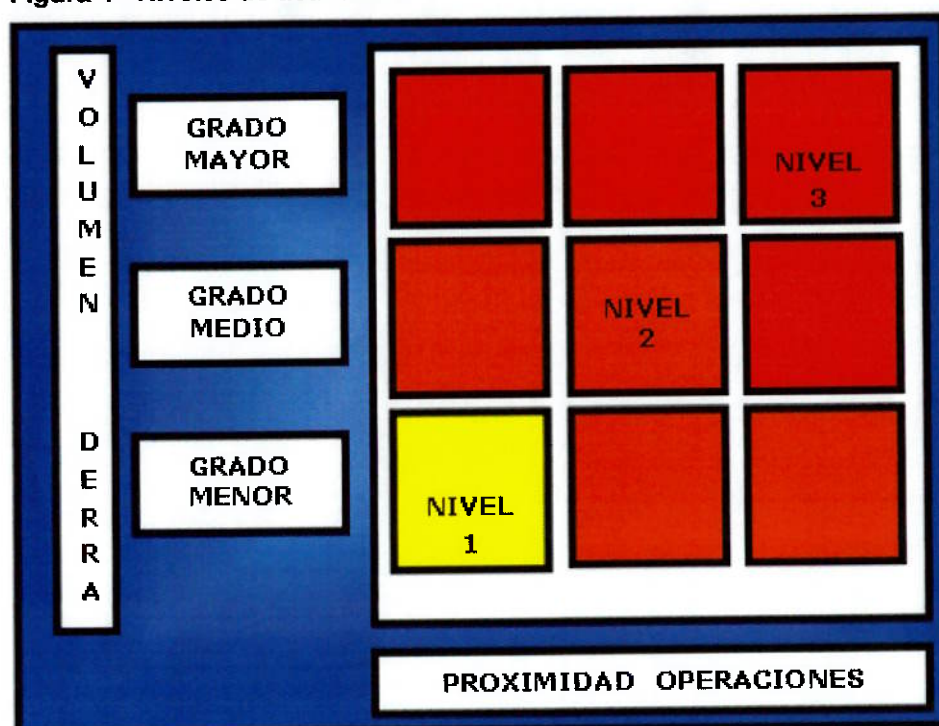 VOLUMEN DERRA
GRADO
MAYOR
GRADO
MEDIO
GRADO
MENOR
NIVEL
3
NIVEL
2
NIVEL
1
PROXIMIDAD OPERACIONES